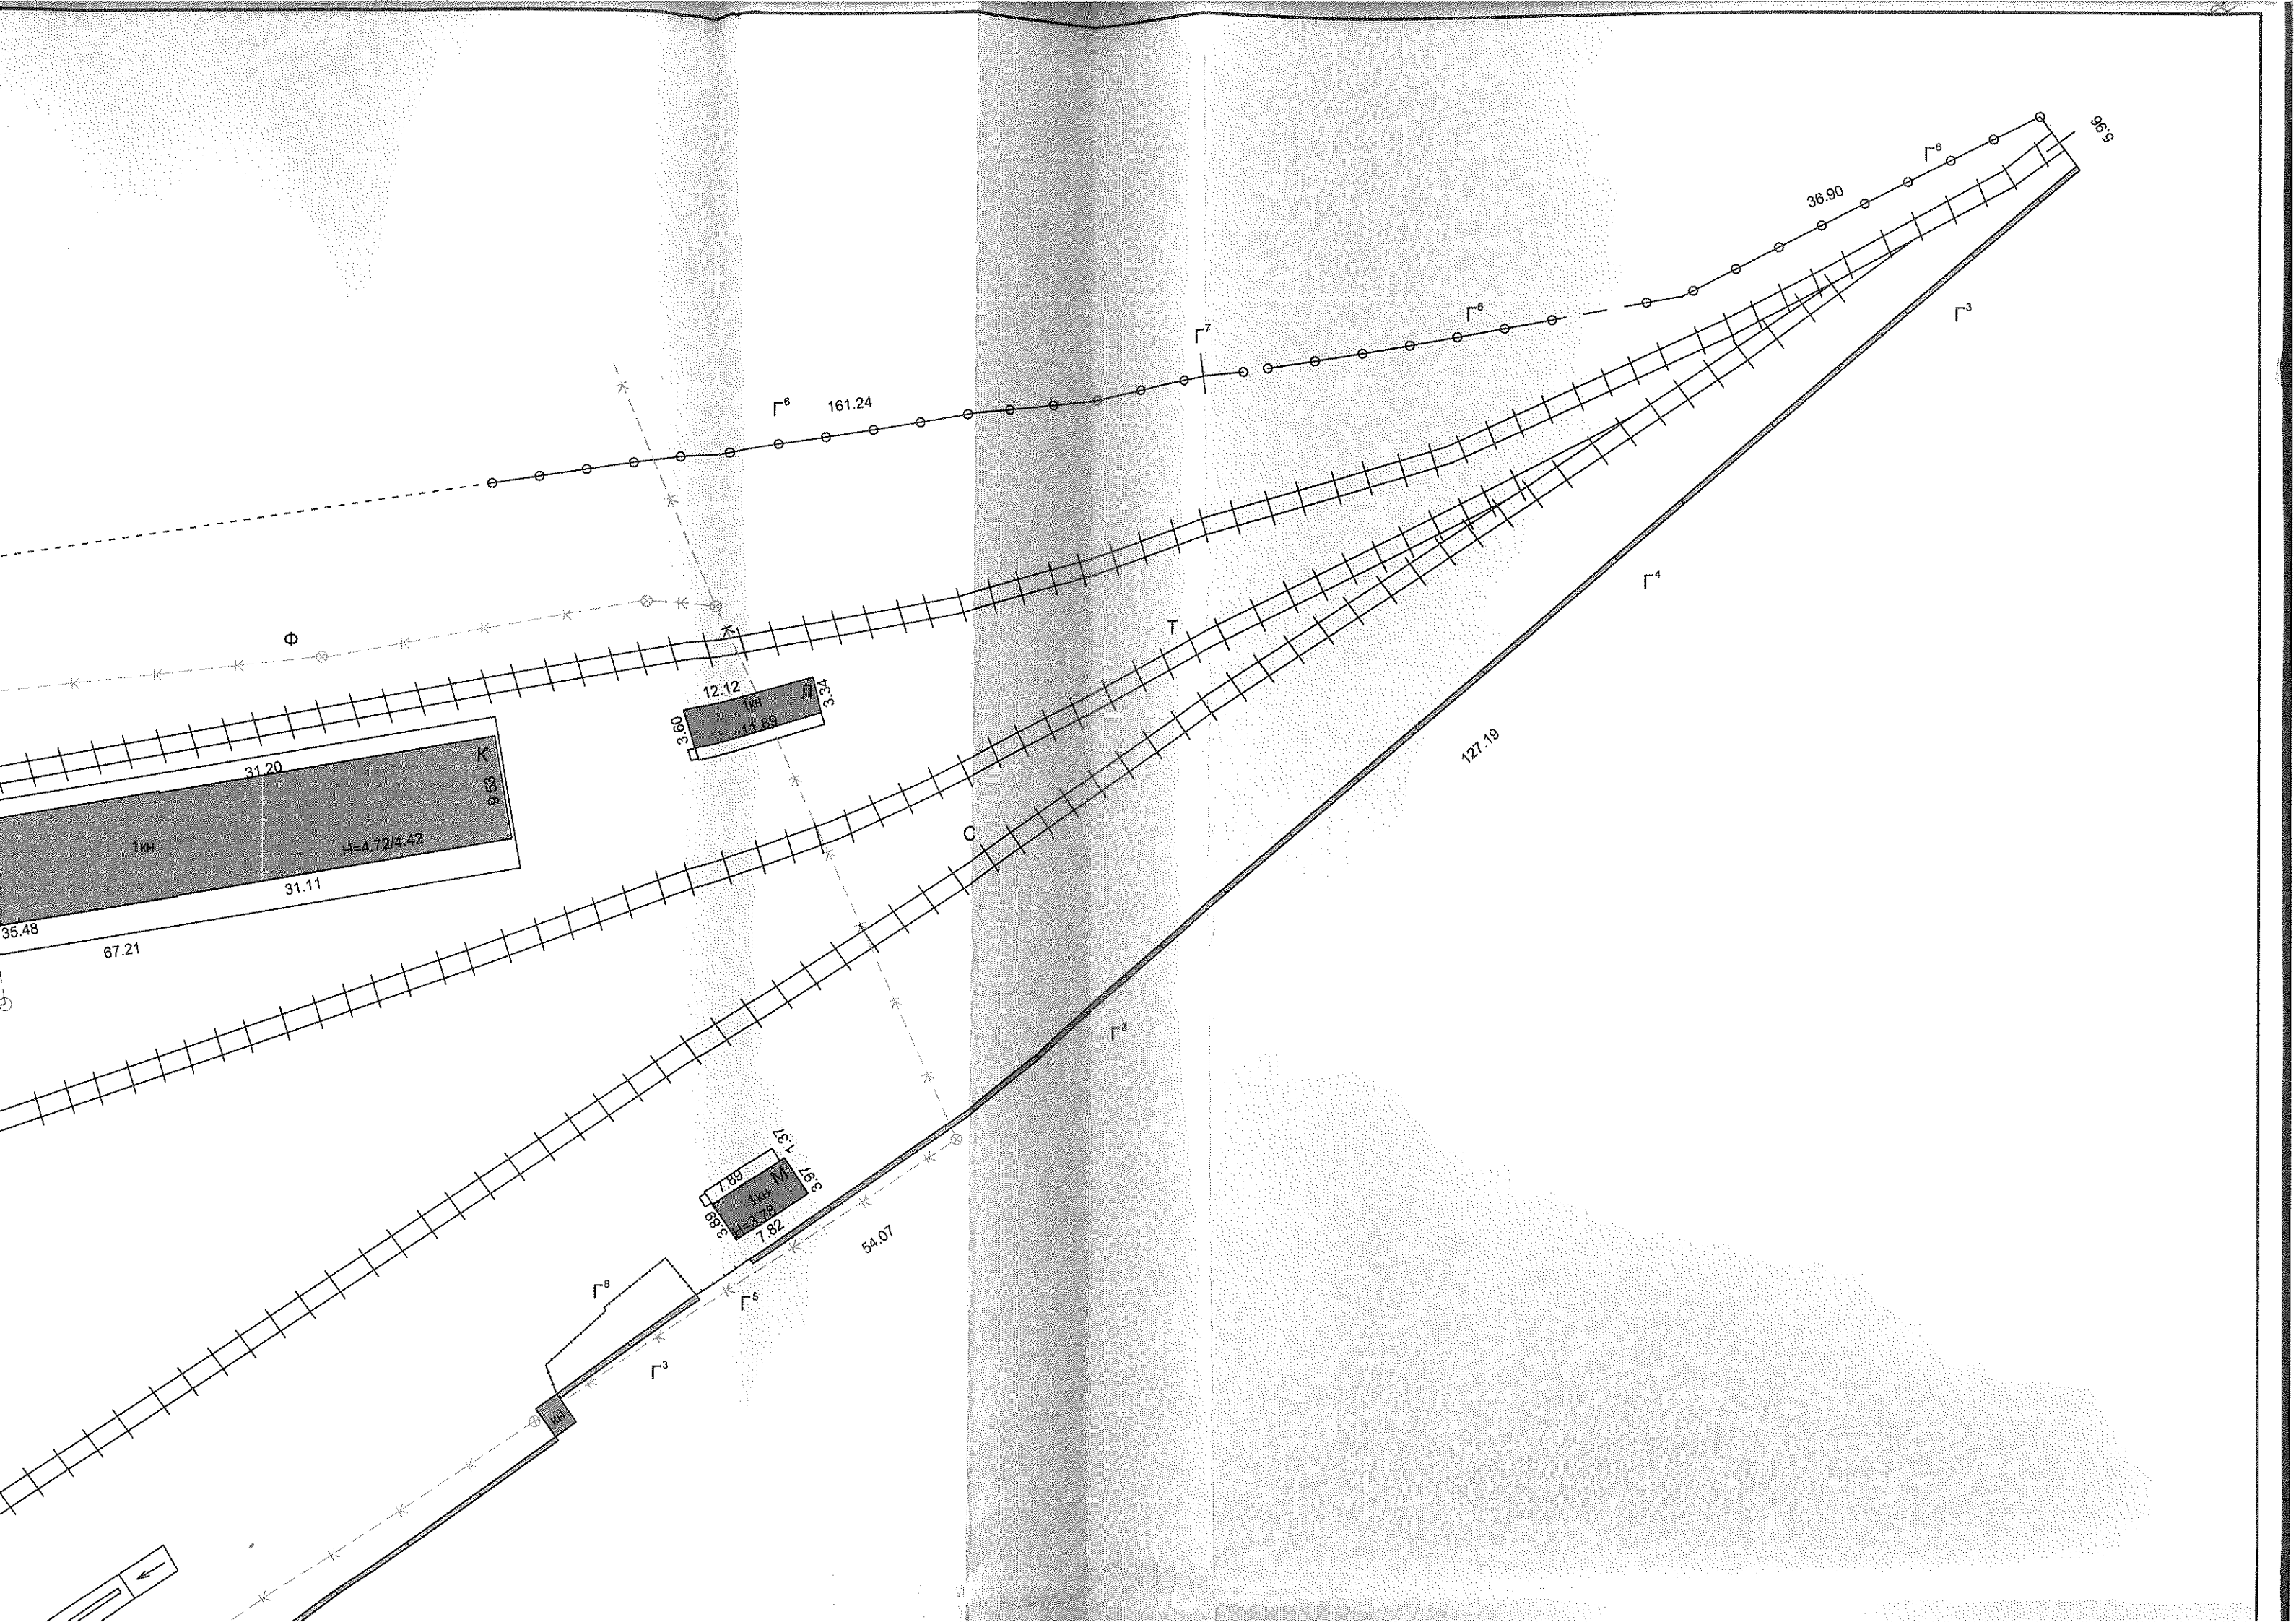 5.96
Г⁶
36.90
Г³
Г⁶
Г⁷
Г⁶
161.24
Г⁴
Т
Ф
12.12
Л
3.34
1кн
11.89
3.60
127.19
К
31.20
9.53
1кн
Н=4.72/4.42
31.11
С
35.48
67.21
Г³
1.37
7.89
М
3.97
1кн
3.89
Н=3.78
7.82
54.07
Г⁸
Г⁵
Г³
кн